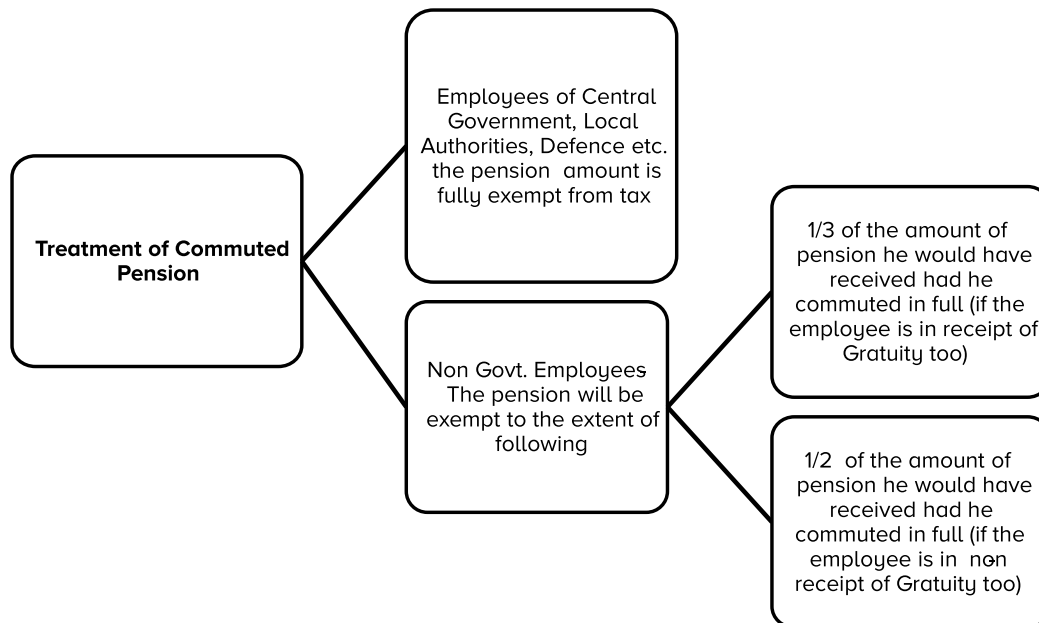 Treatment of Commuted
Pension
Employees of Central
Government, Local
Authorities, Defence etc.
the pension amount is
fully exempt from tax
Non Govt. Employees-
The pension will be
exempt to the extent of
following
1/3 of the amount of
pension he would have
received had he
commuted in full (if the
employee is in receipt of
Gratuity too)
1/2 of the amount of
pension he would have
received had he
commuted in full (if the
employee is in non-
receipt of Gratuity too)